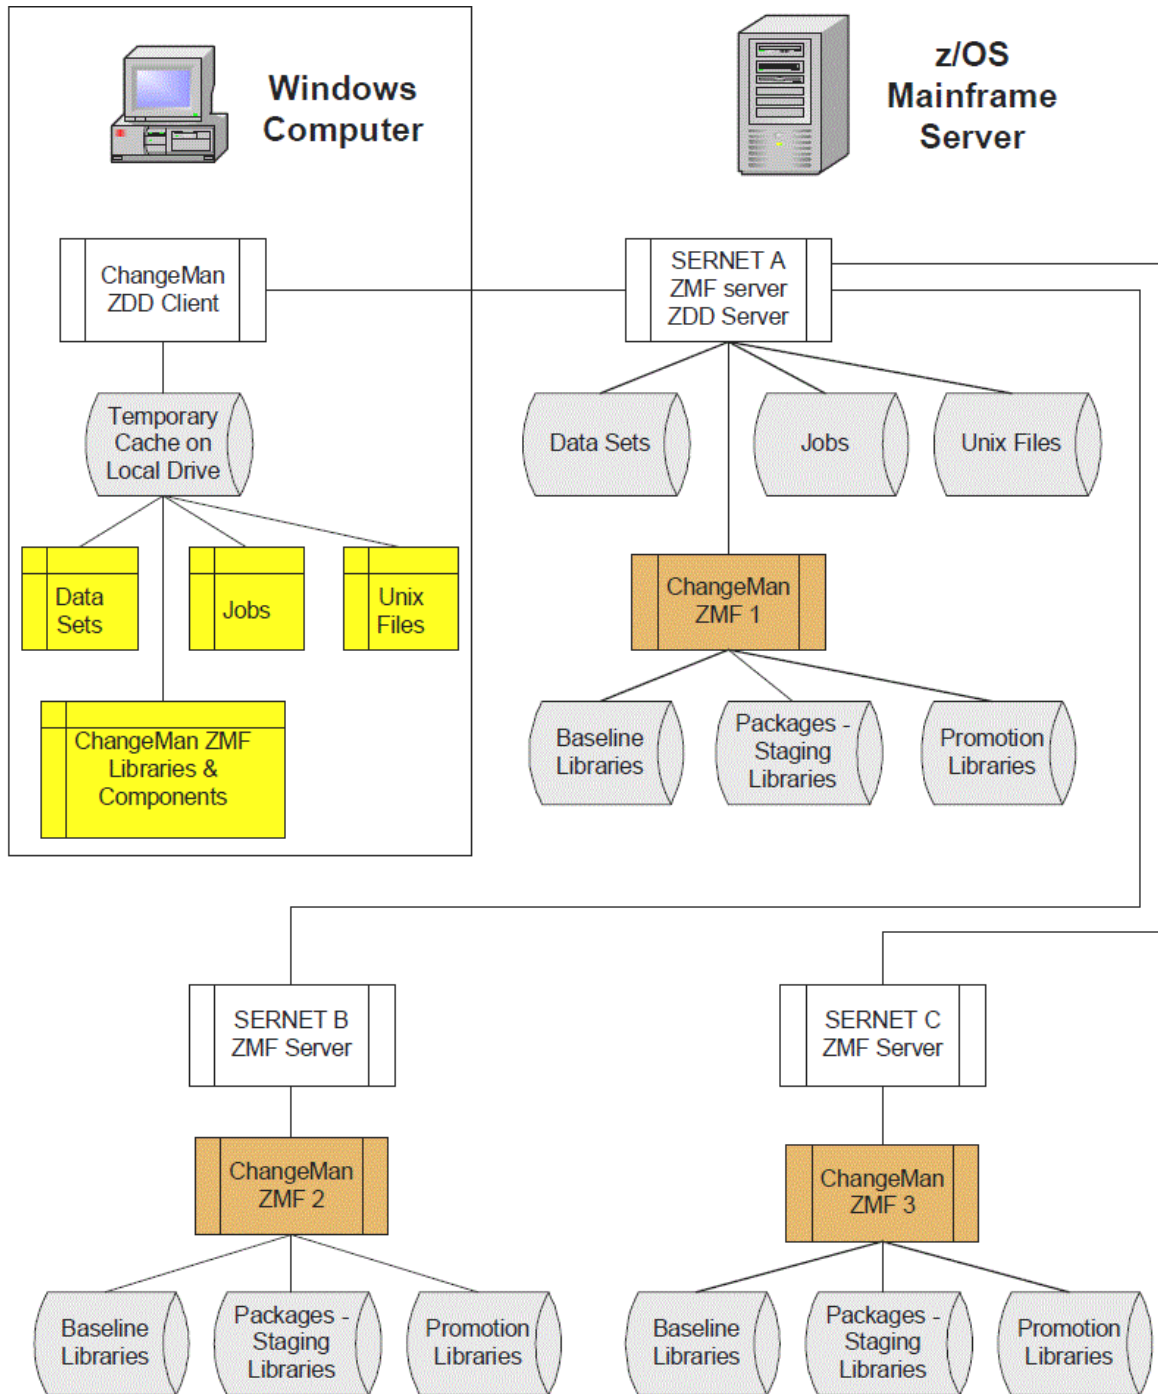 Windows
Computer
z/OS
Mainframe
Server
ChangeMan
ZDD Client
SERNET A
ZMF server
ZDD Server
Temporary
Cache on
Local Drive
Data Sets
Jobs
Unix Files
Data
Sets
Jobs
Unix
Files
ChangeMan
ZMF 1
ChangeMan ZMF
Libraries &
Components
Baseline
Libraries
Packages -
Staging
Libraries
Promotion
Libraries
SERNET B
ZMF Server
SERNET C
ZMF Server
ChangeMan
ZMF 2
ChangeMan
ZMF 3
Baseline
Libraries
Packages -
Staging
Libraries
Promotion
Libraries
Baseline
Libraries
Packages -
Staging
Libraries
Promotion
Libraries